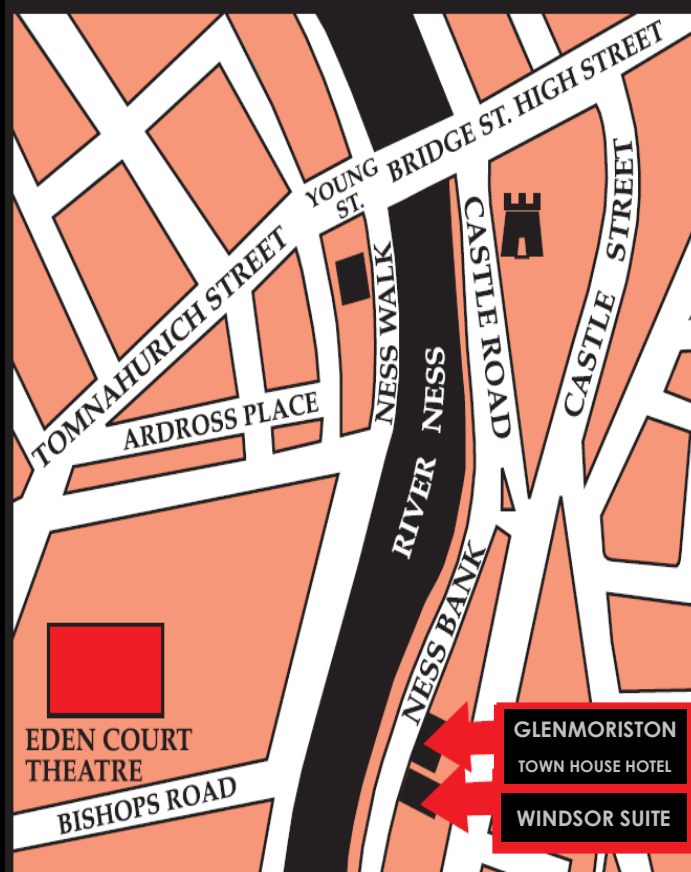 BRIDGE ST. HIGH STREET
YOUNG
ST.
CASTLE STREET
CASTLE ROAD
NESS WALK
TOMNAHURICH STREET
ARDROSS PLACE
RIVER NESS
NESS BANK
EDEN COURT
THEATRE
BISHOPS ROAD
GLENMORISTON
TOWN HOUSE HOTEL
WINDSOR SUITE